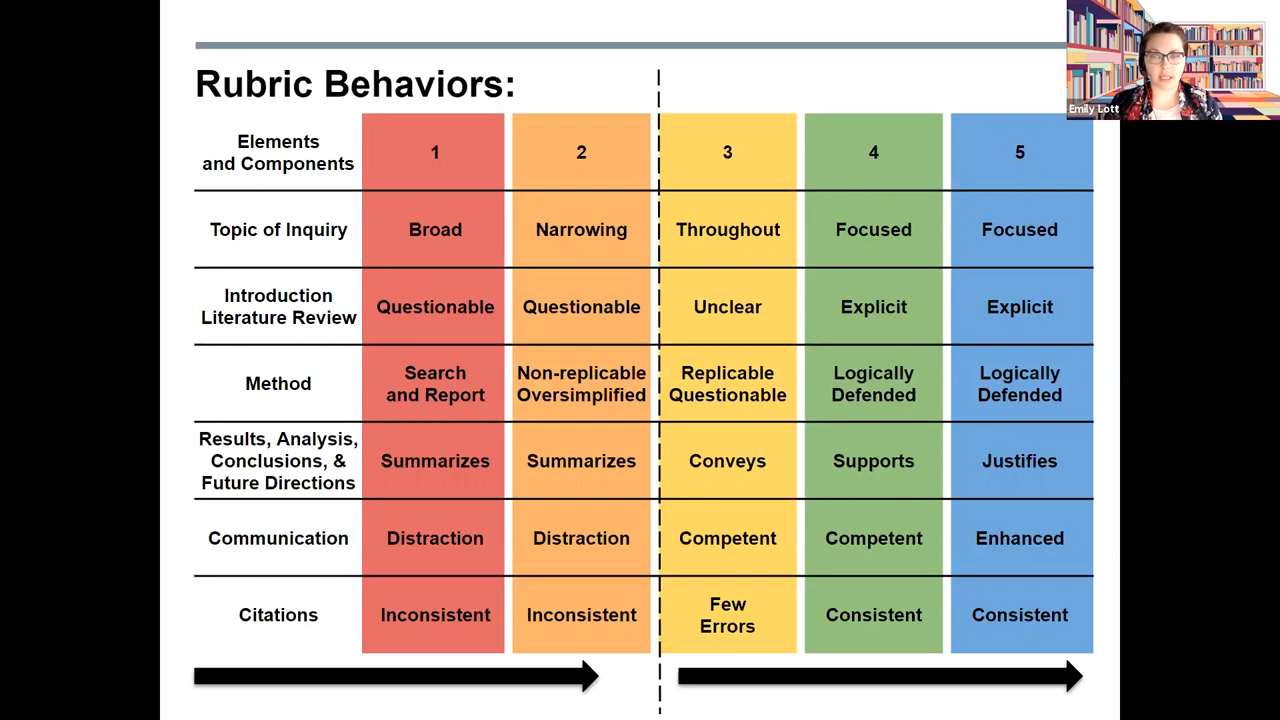 Emily Lott
Rubric Behaviors:
Elements
and Components
1
2
3
4
5
Topic of Inquiry
Broad
Narrowing
Throughout
Focused
Focused
Introduction
Literature Review
Questionable
Questionable
Unclear
Explicit
Explicit
Method
Search
and Report
Non-replicable
Oversimplified
Replicable
Questionable
Logically
Defended
Logically
Defended
Results, Analysis,
Conclusions, &
Future Directions
Summarizes
Summarizes
Conveys
Supports
Justifies
Communication
Distraction
Distraction
Competent
Competent
Enhanced
Citations
Inconsistent
Inconsistent
Few
Errors
Consistent
Consistent